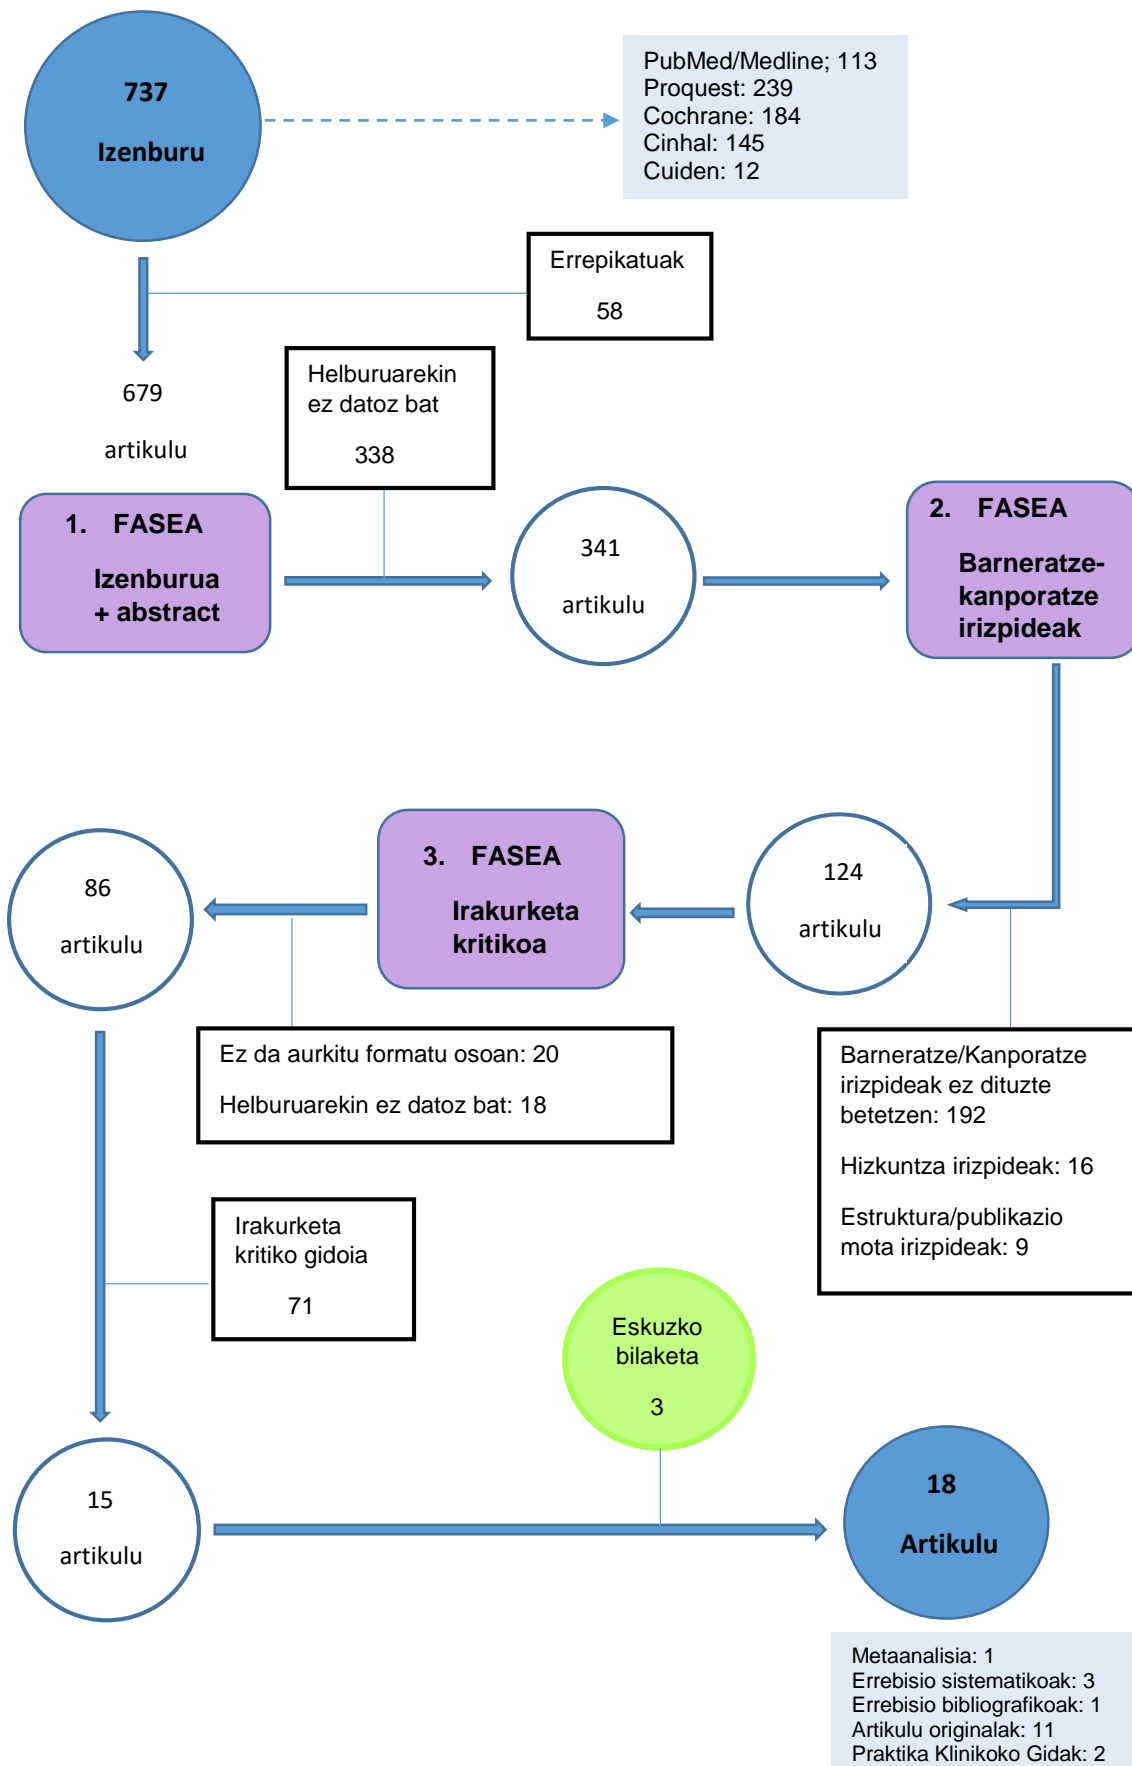 737
Izenburu
PubMed/Medline; 113
Proquest: 239
Cochrane: 184
Cinhal: 145
Cuiden: 12
Errepikatuak
58
679
artikulu
Helburuarekin
ez datoz bat
338
1. FASEA
Izenburua
+ abstract
341
artikulu
2. FASEA
Barneratze-
kanporatze
irizpideak
124
artikulu
Barneratze/Kanporatze
irizpideak ez dituzte
betetzen: 192
Hizkuntza irizpideak: 16
Estruktura/publikazio
mota irizpideak: 9
3. FASEA
Irakurketa
kritikoa
86
artikulu
Ez da aurkitu formatu osoan: 20
Helburuarekin ez datoz bat: 18
Irakurketa
kritiko gidoia
71
15
artikulu
Eskuzko
bilaketa
3
18
Artikulu
Metaanalisia: 1
Errebisio sistematikoak: 3
Errebisio bibliografikoak: 1
Artikulu originalak: 11
Praktika Klinikoko Gidak: 2